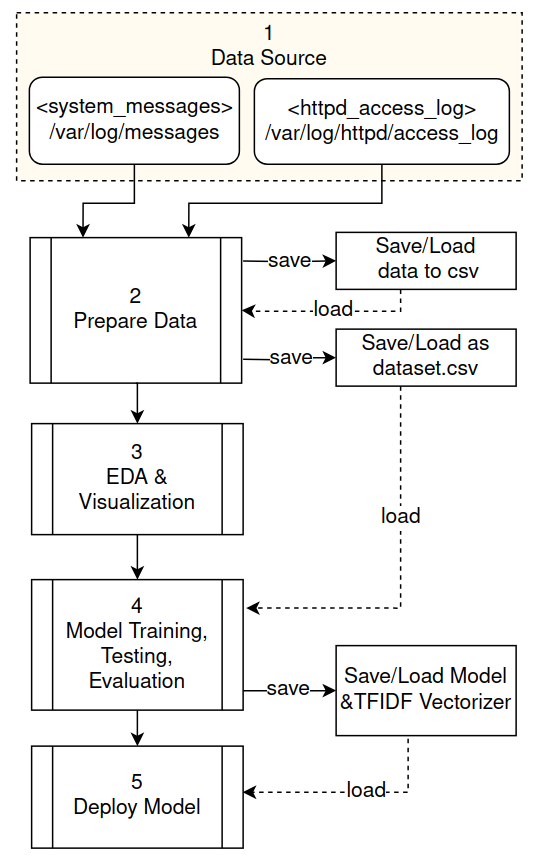 1
Data Source
<system_messages>
/var/log/messages
<httpd_access_log>
/var/log/httpd/access_log
2
Prepare Data
save
Save/Load
data to csv
load
save
Save/Load as
dataset.csv
3
EDA &
Visualization
load
4
Model Training,
Testing,
Evaluation
save
Save/Load Model
&TFIDF Vectorizer
5
Deploy Model
load